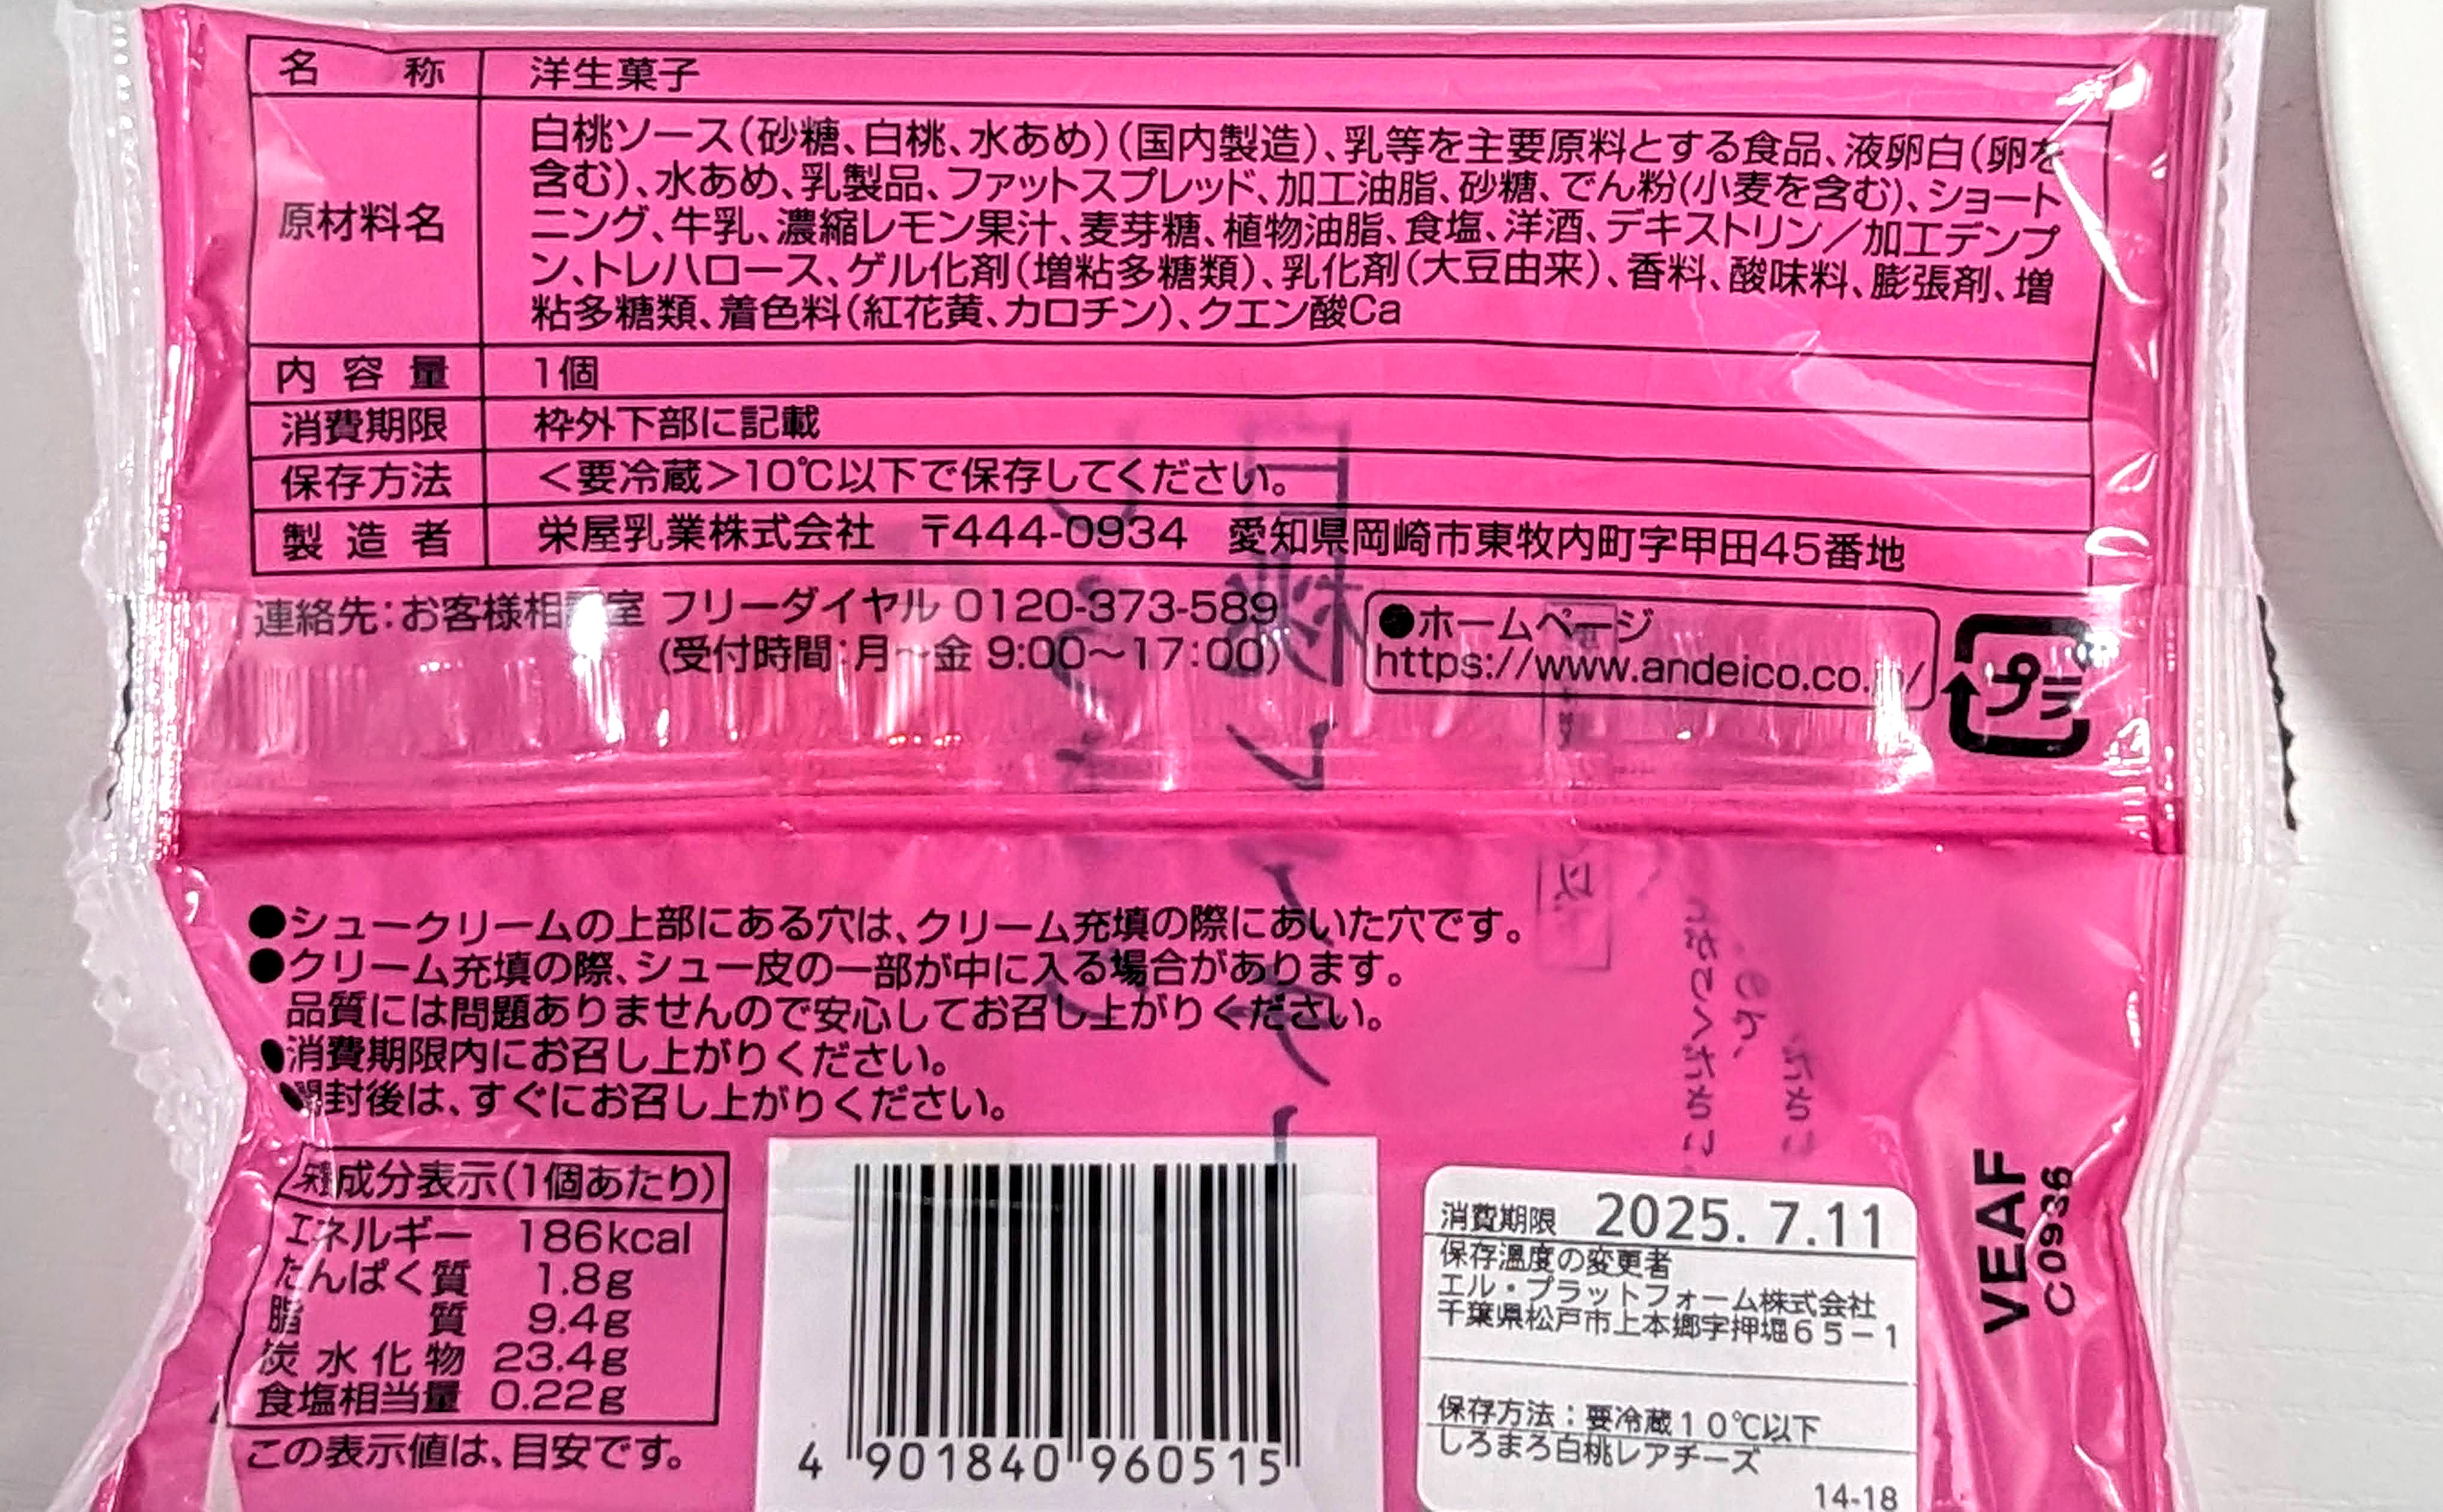 名称 洋生菓子
原材料名 白桃ソース(砂糖、白桃、水あめ)(国内製造)、乳等を主要原料とする食品、液卵白(卵を
含む)、水あめ、乳製品、ファットスプレッド、加工油脂、砂糖、でん粉(小麦を含む)、ショート
ニング、牛乳、濃縮レモン果汁、麦芽糖、植物油脂、食塩、洋酒、デキストリン/加工デンプ
ン、トレハロース、ゲル化剤(増粘多糖類)、乳化剤(大豆由来)、香料、酸味料、膨張剤、増
粘多糖類、着色料(紅花黄、カロチン)、クエン酸Ca
内容量 1個
消費期限 枠外下部に記載
保存方法 <要冷蔵>10℃以下で保存してください。
製造者 栄屋乳業株式会社 〒444-0934 愛知県岡崎市東牧内町字甲田45番地
連絡先:お客様相談室 フリーダイヤル 0120-373-589
(受付時間:月~金 9:00~17:00)
●ホームページ
https://www.andeico.co.jp/
プラ
●シュークリームの上部にある穴は、クリーム充填の際にあいた穴です。
●クリーム充填の際、シュー皮の一部が中に入る場合があります。
品質には問題ありませんので安心してお召し上がりください。
●消費期限内にお召し上がりください。
●開封後は、すぐにお召し上がりください。
成分表示(1個あたり)
エネルギー 186kcal
たんぱく質 1.8g
脂質 9.4g
炭水化物 23.4g
食塩相当量 0.22g
この表示値は、目安です。
4 901840 960515
消費期限 2025.7.11
保存温度の変更者
エル・プラットフォーム株式会社
千葉県松戸市上本郷字押堀65-1
保存方法:要冷蔵10℃以下
しろまろ白桃レアチーズ
14-18
VEAF
C0936